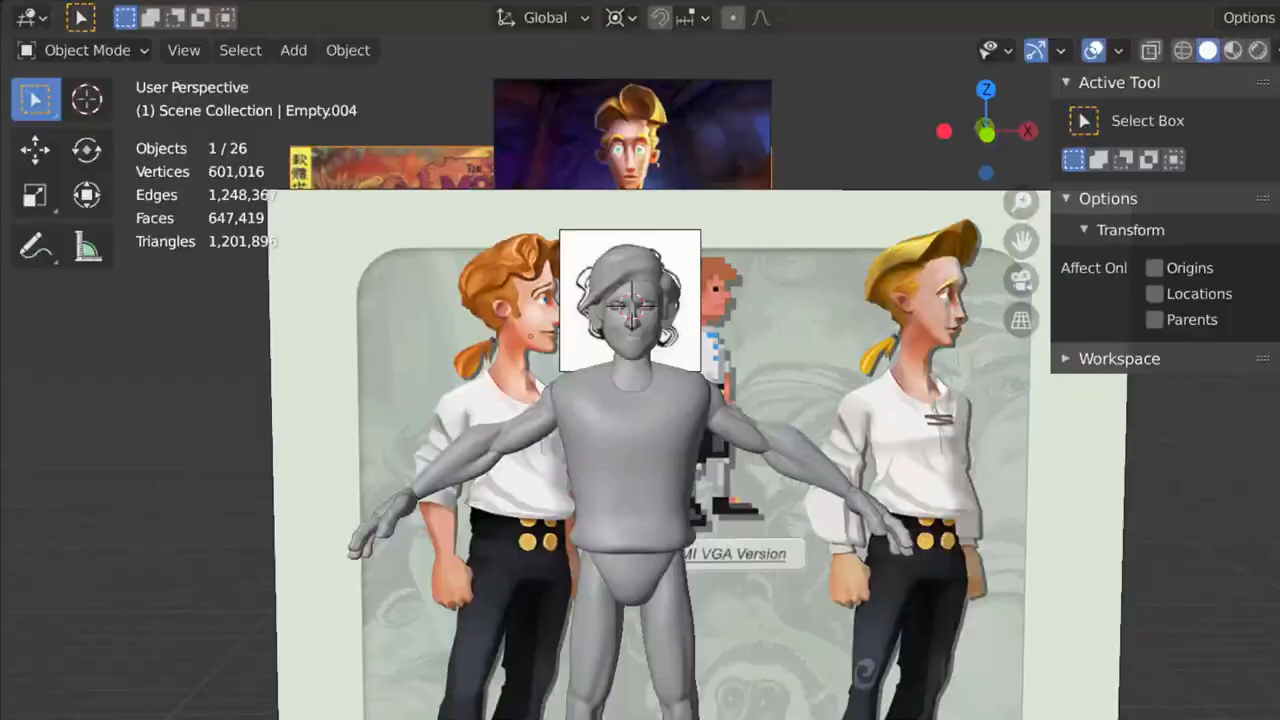 Global
Options
Object Mode
View
Select
Add
Object
User Perspective
(1) Scene Collection | Empty.004
Objects 1 / 26
Vertices 601,016
Edges 1,248,367
Faces 647,419
Triangles 1,201,896
Z
X
Active Tool
Select Box
Options
Transform
Affect Onl
Origins
Locations
Parents
Workspace
MI VGA Version